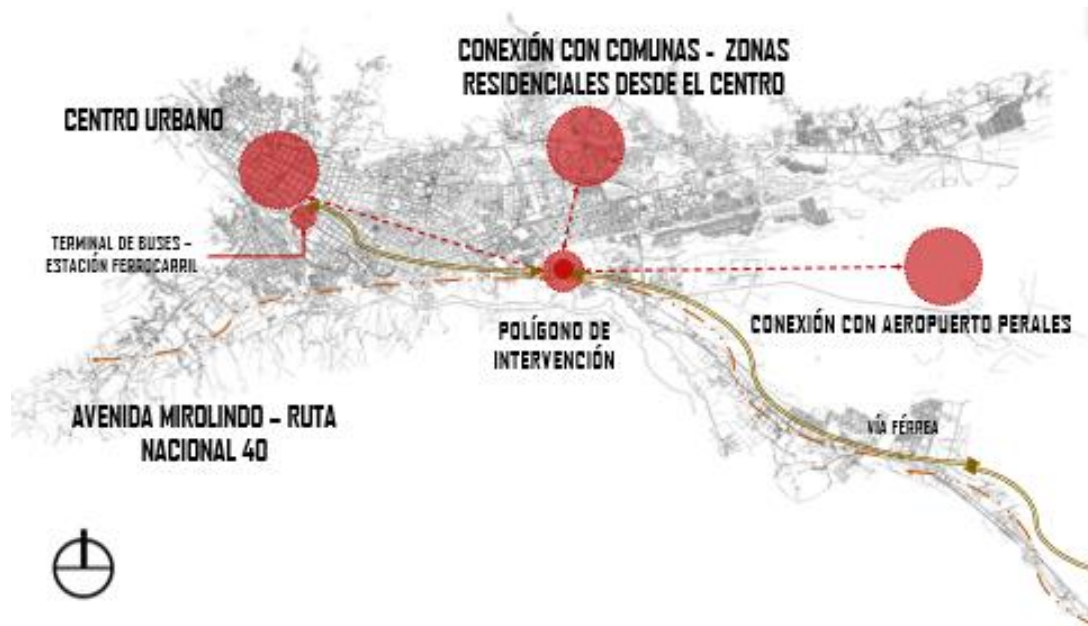 CONEXIÓN CON COMUNAS - ZONAS
RESIDENCIALES DESDE EL CENTRO
CENTRO URBANO
TERMINAL DE BUSES –
ESTACIÓN FERROCARRIL
POLÍGONO DE
INTERVENCIÓN
CONEXIÓN CON AEROPUERTO PERALES
AVENIDA MIROLINDO – RUTA
NACIONAL 40
VÍA FÉRREA